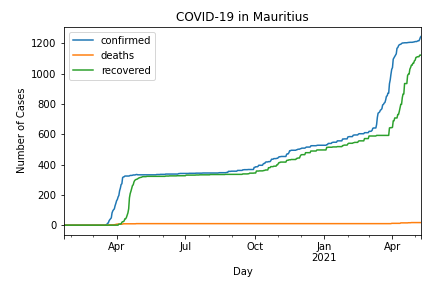 COVID-19 in Mauritius
confirmed
deaths
recovered
Number of Cases
1200
1000
800
600
400
200
0
Apr
Jul
Oct
Jan
2021
Apr
Day